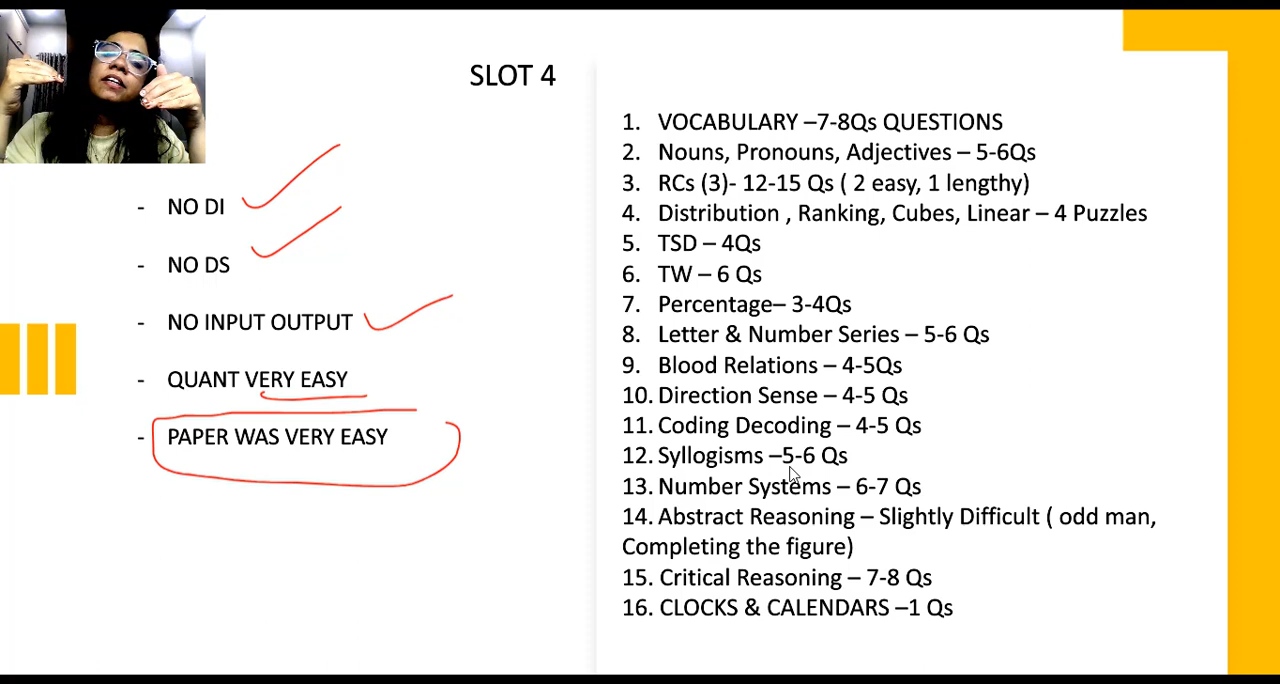 SLOT 4
- NO DI
- NO DS
- NO INPUT OUTPUT
- QUANT VERY EASY
- PAPER WAS VERY EASY
1. VOCABULARY –7-8Qs QUESTIONS
2. Nouns, Pronouns, Adjectives – 5-6Qs
3. RCs (3)- 12-15 Qs ( 2 easy, 1 lengthy)
4. Distribution , Ranking, Cubes, Linear – 4 Puzzles
5. TSD – 4Qs
6. TW – 6 Qs
7. Percentage– 3-4Qs
8. Letter & Number Series – 5-6 Qs
9. Blood Relations – 4-5Qs
10. Direction Sense – 4-5 Qs
11. Coding Decoding – 4-5 Qs
12. Syllogisms –5-6 Qs
13. Number Systems – 6-7 Qs
14. Abstract Reasoning – Slightly Difficult ( odd man,
Completing the figure)
15. Critical Reasoning – 7-8 Qs
16. CLOCKS & CALENDARS –1 Qs